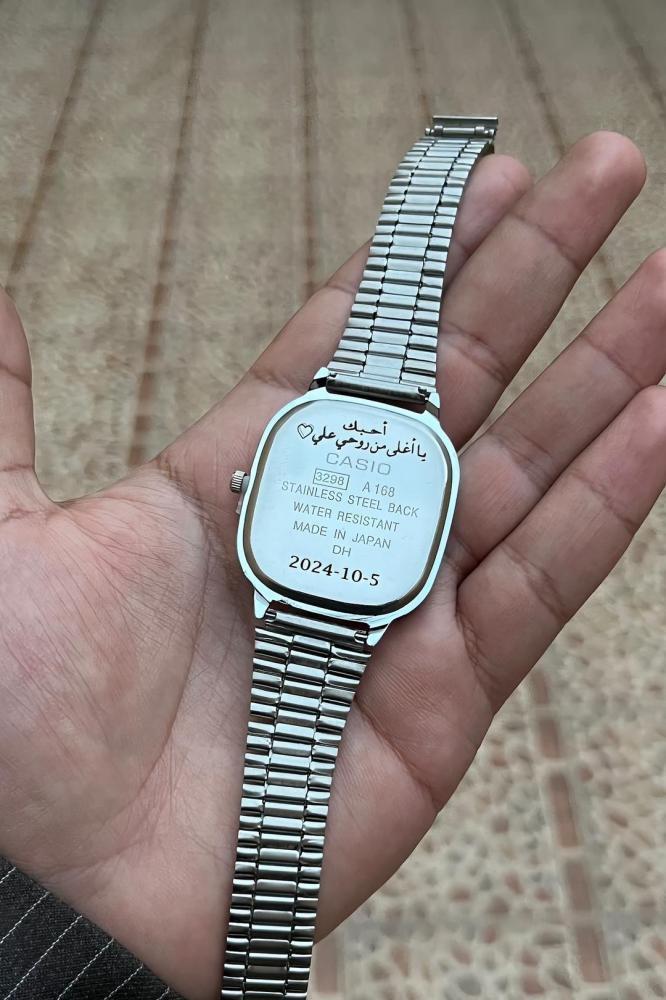 أحبك
يا أغلى من روحي علي ♡
CASIO
3298 A168
STAINLESS STEEL BACK
WATER RESISTANT
MADE IN JAPAN
DH
2024-10-5